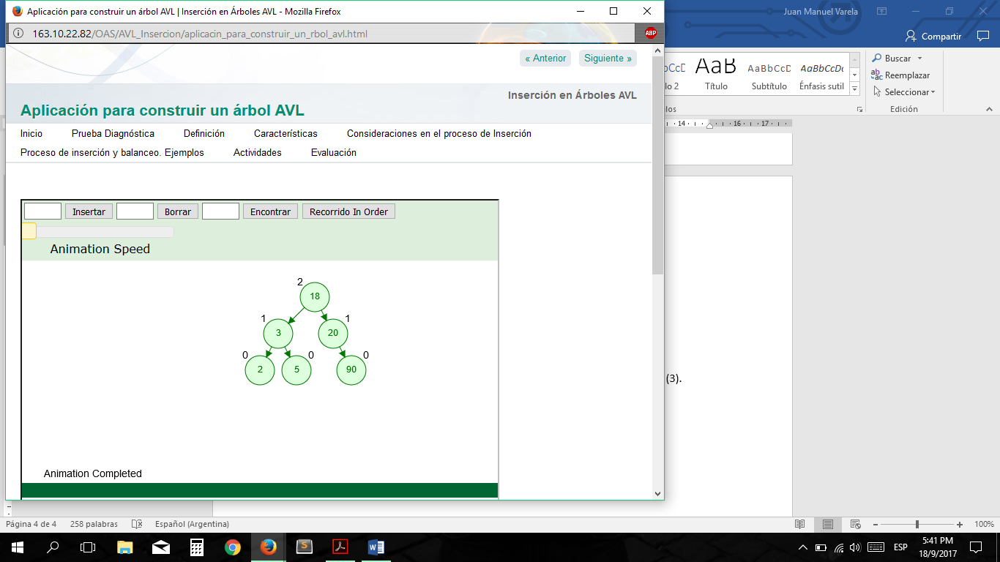 Aplicación para construir un árbol AVL | Inserción en Árboles AVL - Mozilla Firefox
163.10.22.82/OAS/AVL_Insercion/aplicacin_para_construir_un_rbol_avl.html
ABP
« Anterior
Siguiente »
Inserción en Árboles AVL
Aplicación para construir un árbol AVL
Inicio Prueba Diagnóstica Definición Características Consideraciones en el proceso de Inserción
Proceso de inserción y balanceo. Ejemplos Actividades Evaluación
Insertar Borrar Encontrar Recorrido In Order
Animation Speed
2
18
1 1
3 20
0 0 0
2 5 90
Animation Completed
Juan Manuel Varela
Compartir
AaB AaBbCcD AaBbCcDc
lo 2 Título Subtítulo Énfasis sutil
Buscar
Reemplazar
Seleccionar
los
Edición
14 16 17
(3).
Página 4 de 4 258 palabras Español (Argentina)
100%
ESP
5:41 PM
18/9/2017